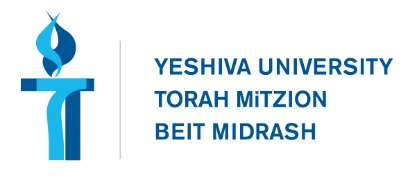 YESHIVA UNIVERSITY
TORAH MiTZION
BEIT MIDRASH